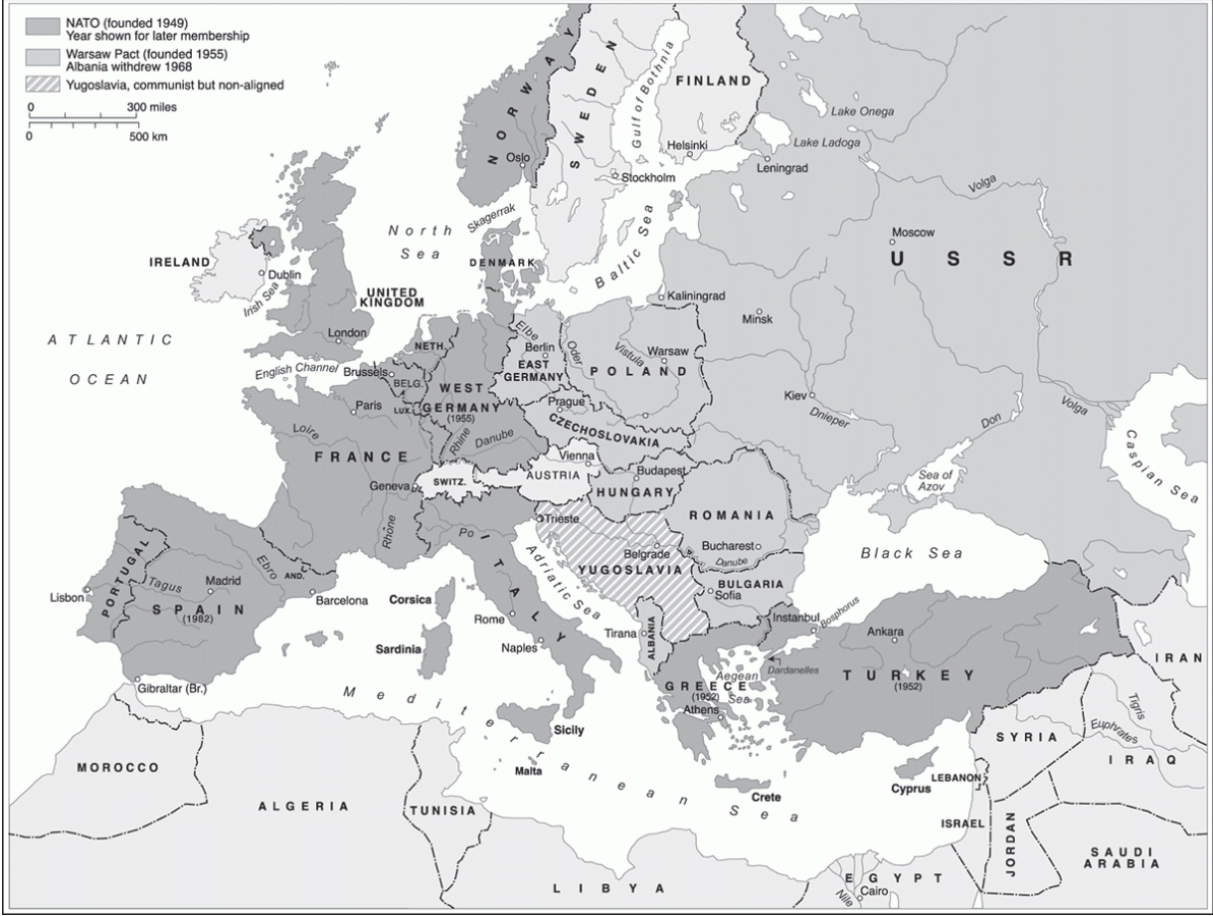 NATO (founded 1949)
Year shown for later membership
Warsaw Pact (founded 1955)
Albania withdrew 1968
Yugoslavia, communist but non-aligned
0 300 miles
0 500 km
NORWAY
Oslo
SWEDEN
Stockholm
Gulf of Bothnia
FINLAND
Helsinki
Lake Onega
Lake Ladoga
Leningrad
Volga
Moscow
USSR
North
Sea
Skagerrak
DENMARK
Baltic Sea
IRELAND
Dublin
Irish Sea
UNITED
KINGDOM
London
English Channel
ATLANTIC
OCEAN
Kaliningrad
Minsk
NETH.
Brussels
BELG.
LUX.
WEST
GERMANY
(1955)
Rhine
Danube
Elbe
Berlin
EAST
GERMANY
Oder
Vistula
Warsaw
POLAND
Prague
CZECHOSLOVAKIA
Kiev
Dnieper
Don
Volga
Caspian Sea
Sea of
Azov
Paris
Loire
FRANCE
Geneva
SWITZ.
Rhône
Vienna
AUSTRIA
Budapest
HUNGARY
ROMANIA
Bucharest
Danube
Trieste
Belgrade
YUGOSLAVIA
BULGARIA
Sofia
Black Sea
Po
ITALY
Adriatic Sea
Rome
Naples
Corsica
Sardinia
Sicily
Malta
Tirana
ALBANIA
PORTUGAL
Lisbon
Tagus
Madrid
SPAIN
(1982)
Ebro
AND.
Barcelona
Gibraltar (Br.)
Instanbul
Bosphorus
Dardanelles
Ankara
TURKEY
(1952)
GREECE
(1952)
Aegean
Sea
Athens
Crete
Cyprus
Mediterranean Sea
MOROCCO
ALGERIA
TUNISIA
LIBYA
EGYPT
Cairo
Nile
LEBANON
ISRAEL
JORDAN
SYRIA
Euphrates
Tigris
IRAQ
IRAN
SAUDI
ARABIA